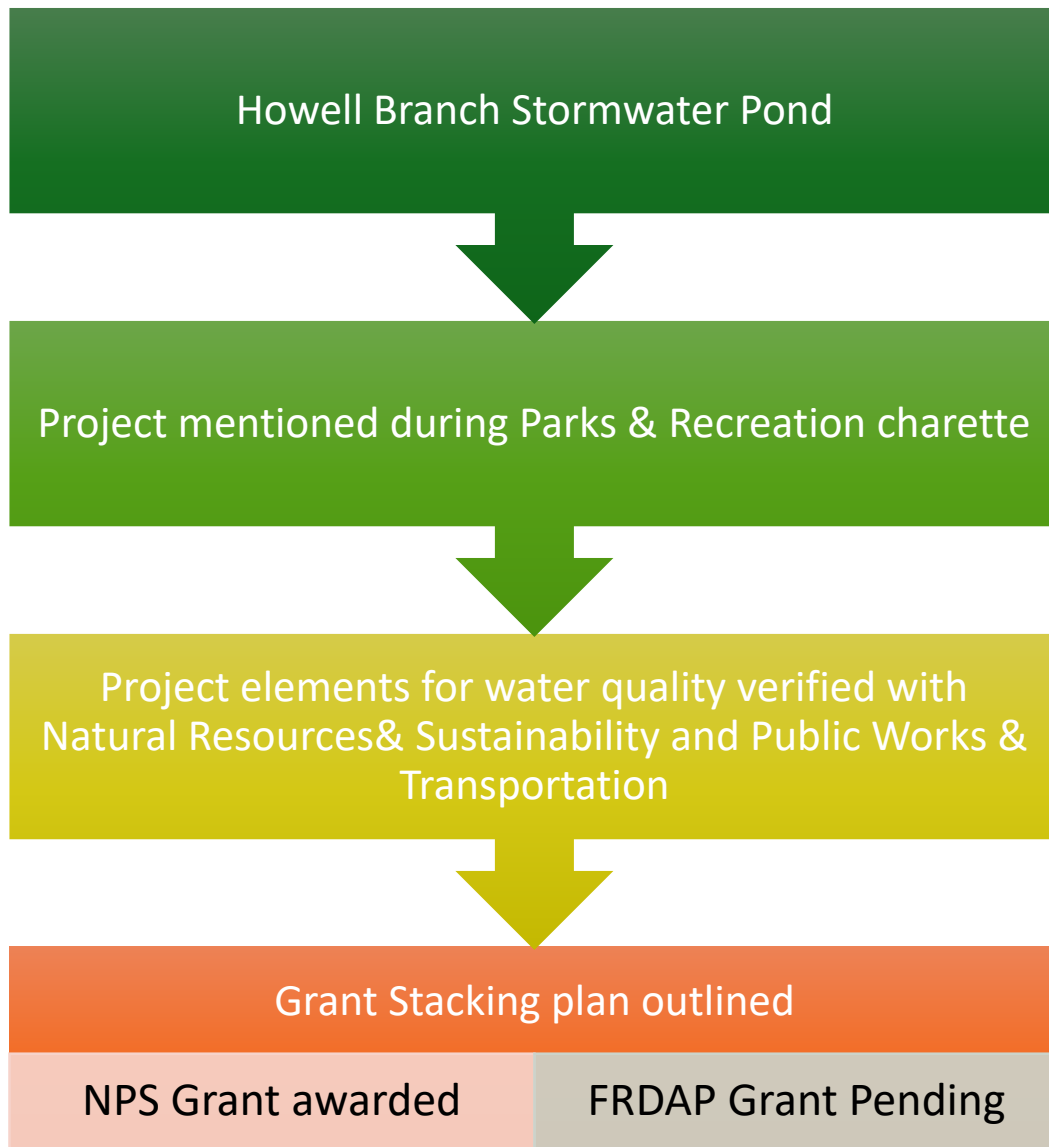 Howell Branch Stormwater Pond
Project mentioned during Parks & Recreation charette
Project elements for water quality verified with
Natural Resources& Sustainability and Public Works &
Transportation
Grant Stacking plan outlined
NPS Grant awarded
FRDAP Grant Pending